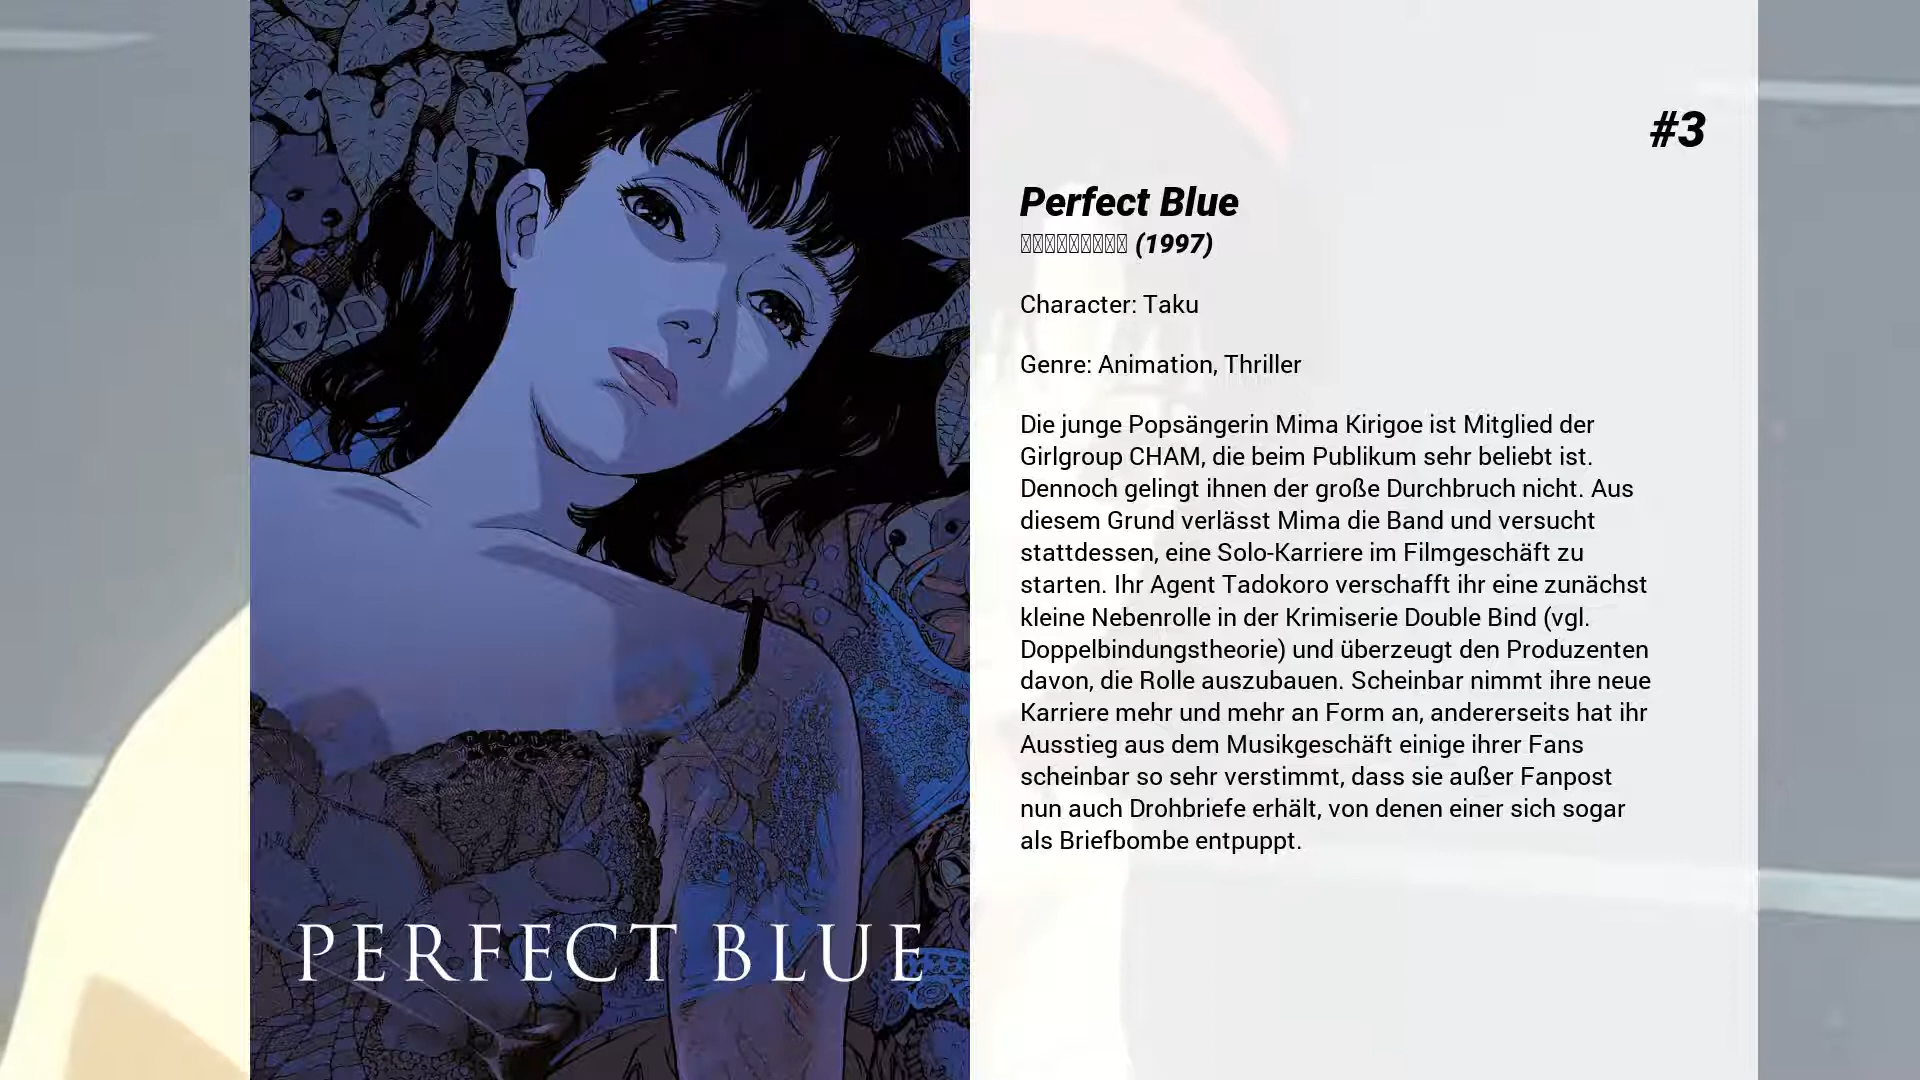 #3
Perfect Blue
(1997)
Character: Taku
Genre: Animation, Thriller
Die junge Popsängerin Mima Kirigoe ist Mitglied der
Girlgroup CHAM, die beim Publikum sehr beliebt ist.
Dennoch gelingt ihnen der große Durchbruch nicht. Aus
diesem Grund verlässt Mima die Band und versucht
stattdessen, eine Solo-Karriere im Filmgeschäft zu
starten. Ihr Agent Tadokoro verschafft ihr eine zunächst
kleine Nebenrolle in der Krimiserie Double Bind (vgl.
Doppelbindungstheorie) und überzeugt den Produzenten
davon, die Rolle auszubauen. Scheinbar nimmt ihre neue
Karriere mehr und mehr an Form an, andererseits hat ihr
Ausstieg aus dem Musikgeschäft einige ihrer Fans
scheinbar so sehr verstimmt, dass sie außer Fanpost
nun auch Drohbriefe erhält, von denen einer sich sogar
als Briefbombe entpuppt.
PERFECT BLUE